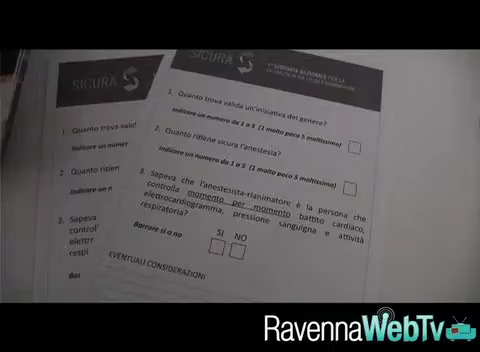 SICURA
1. Quanto trova valida un'iniziativa del genere?
Indicare un numero da 1 a 5 (1 molto poco 5 moltissimo)
2. Quanto ritiene sicura l'anestesia?
Indicare un numero da 1 a 5 (1 molto poco 5 moltissimo)
3. Sapeva che l'anestesista-rianimatore è la persona che
controlla momento per momento battito cardiaco,
elettrocardiogramma, pressione sanguigna e attività
respiratoria?
SI NO
Barrare si o no
EVENTUALI CONSIDERAZIONI
SICURA
1. Quanto trova valid
Indicare un numer
2. Quanto ritien
Indicare un n
3. Sapeva
control
elettr
respi
Bar
RavennaWebTv